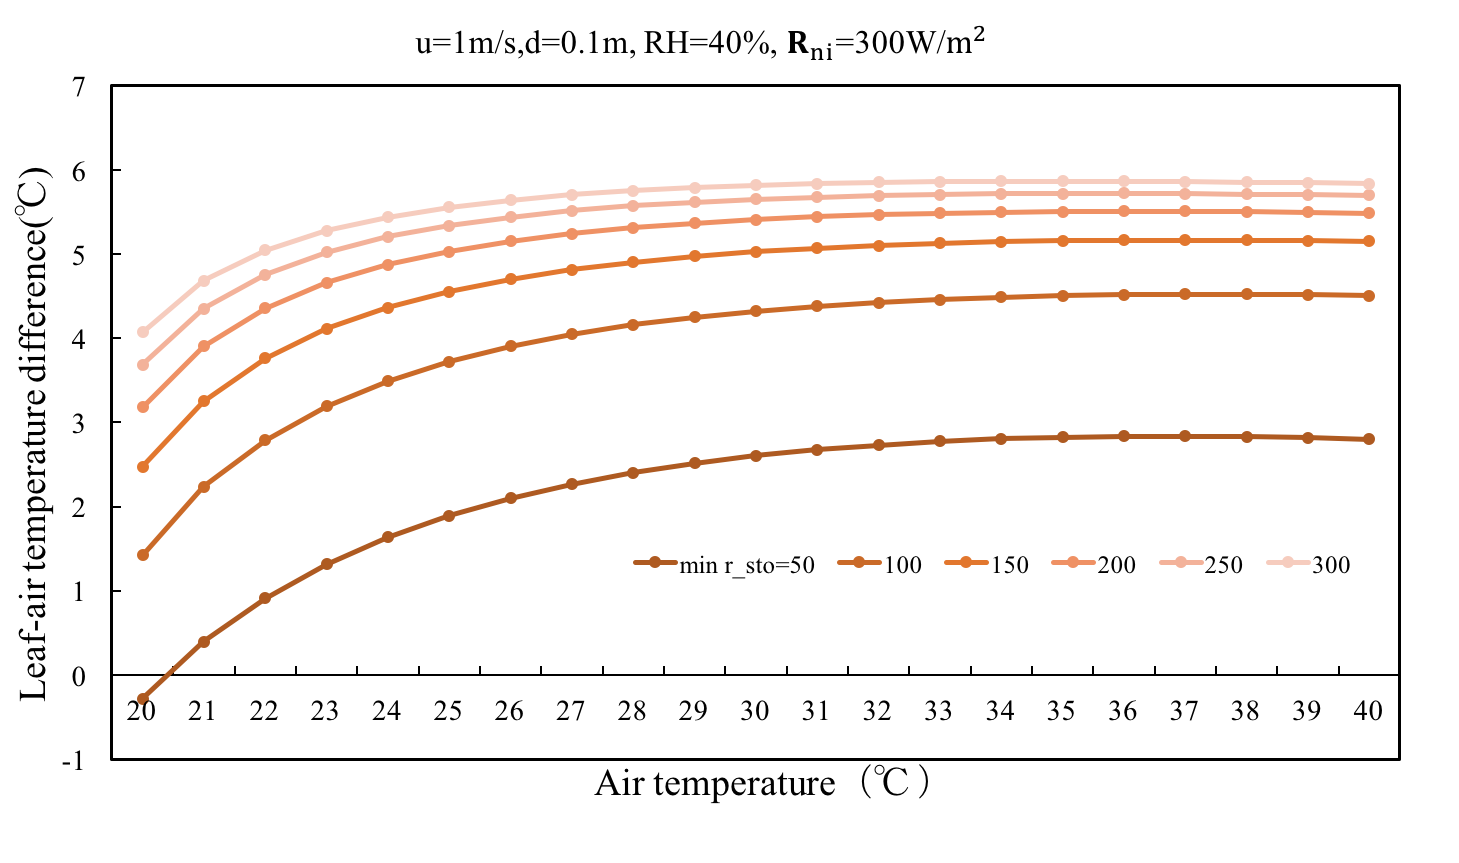 u=1m/s,d=0.1m, RH=40%, Rni=300W/m²
7
6
5
4
3
2
1
0
-1
Leaf-air temperature difference(℃)
min r_sto=50 100 150 200 250 300
20 21 22 23 24 25 26 27 28 29 30 31 32 33 34 35 36 37 38 39 40
Air temperature（℃）